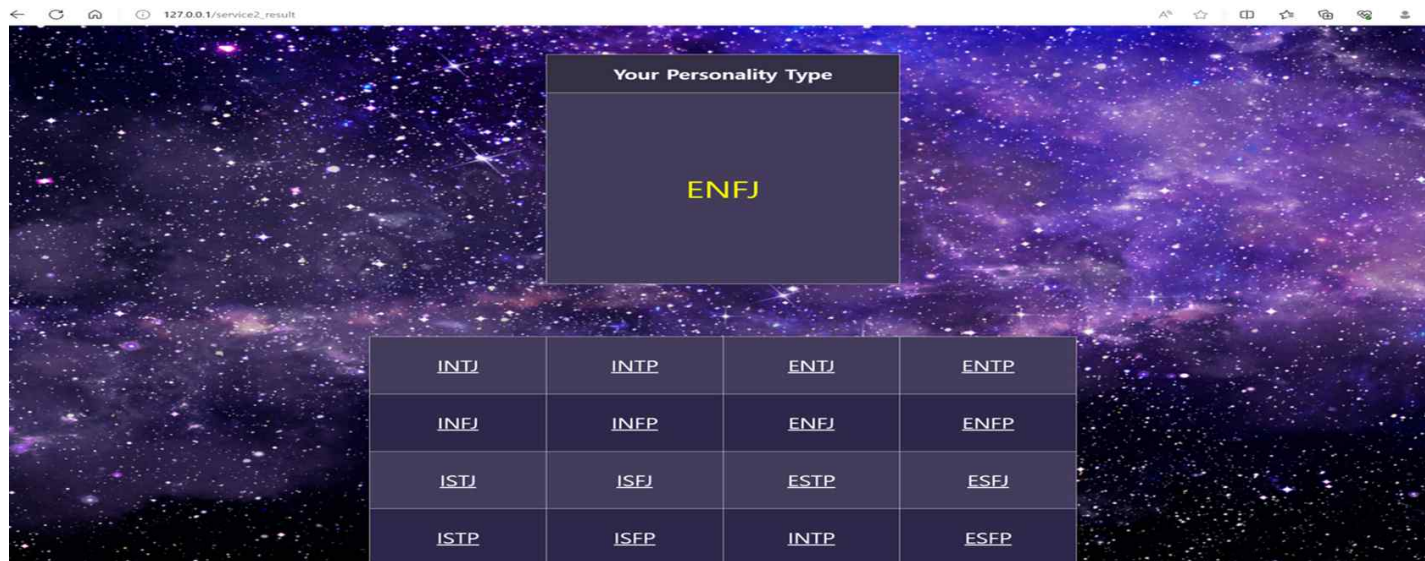 127.0.0.1/service2_result
Your Personality Type
ENFJ
INTJ INTP ENTJ ENTP
INFJ INFP ENFJ ENFP
ISTJ ISFJ ESTP ESFJ
ISTP ISFP INTP ESFP